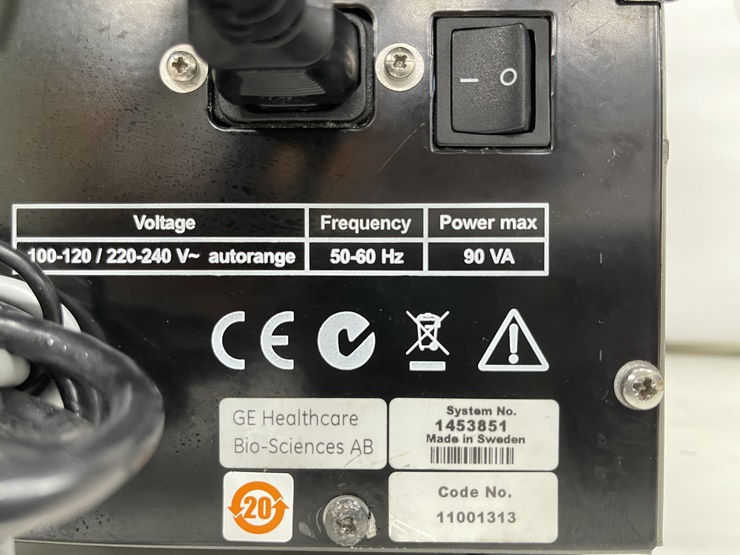 I O
Voltage Frequency Power max
100-120 / 220-240 V~ autorange 50-60 Hz 90 VA
CE
GE Healthcare
Bio-Sciences AB
System No.
1453851
Made in Sweden
20
Code No.
11001313